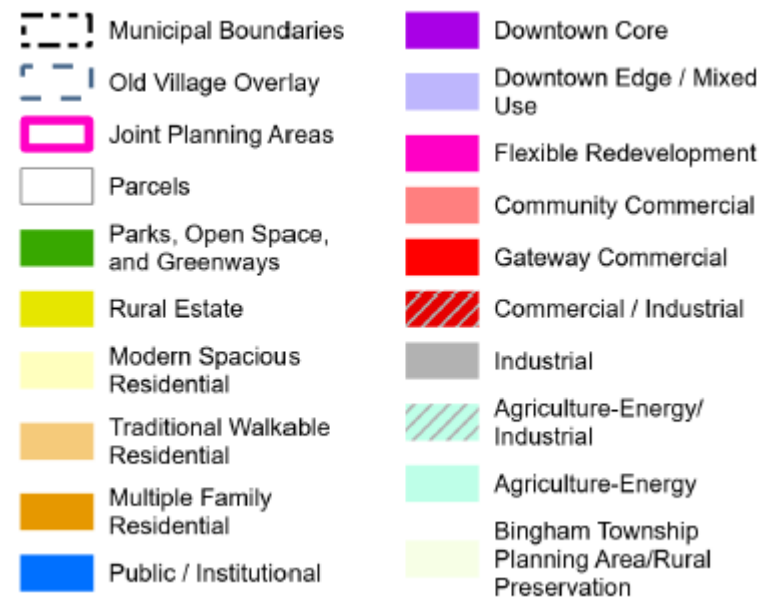 Municipal Boundaries
Old Village Overlay
Joint Planning Areas
Parcels
Parks, Open Space,
and Greenways
Rural Estate
Modern Spacious
Residential
Traditional Walkable
Residential
Multiple Family
Residential
Public / Institutional
Downtown Core
Downtown Edge / Mixed
Use
Flexible Redevelopment
Community Commercial
Gateway Commercial
Commercial / Industrial
Industrial
Agriculture-Energy/
Industrial
Agriculture-Energy
Bingham Township
Planning Area/Rural
Preservation